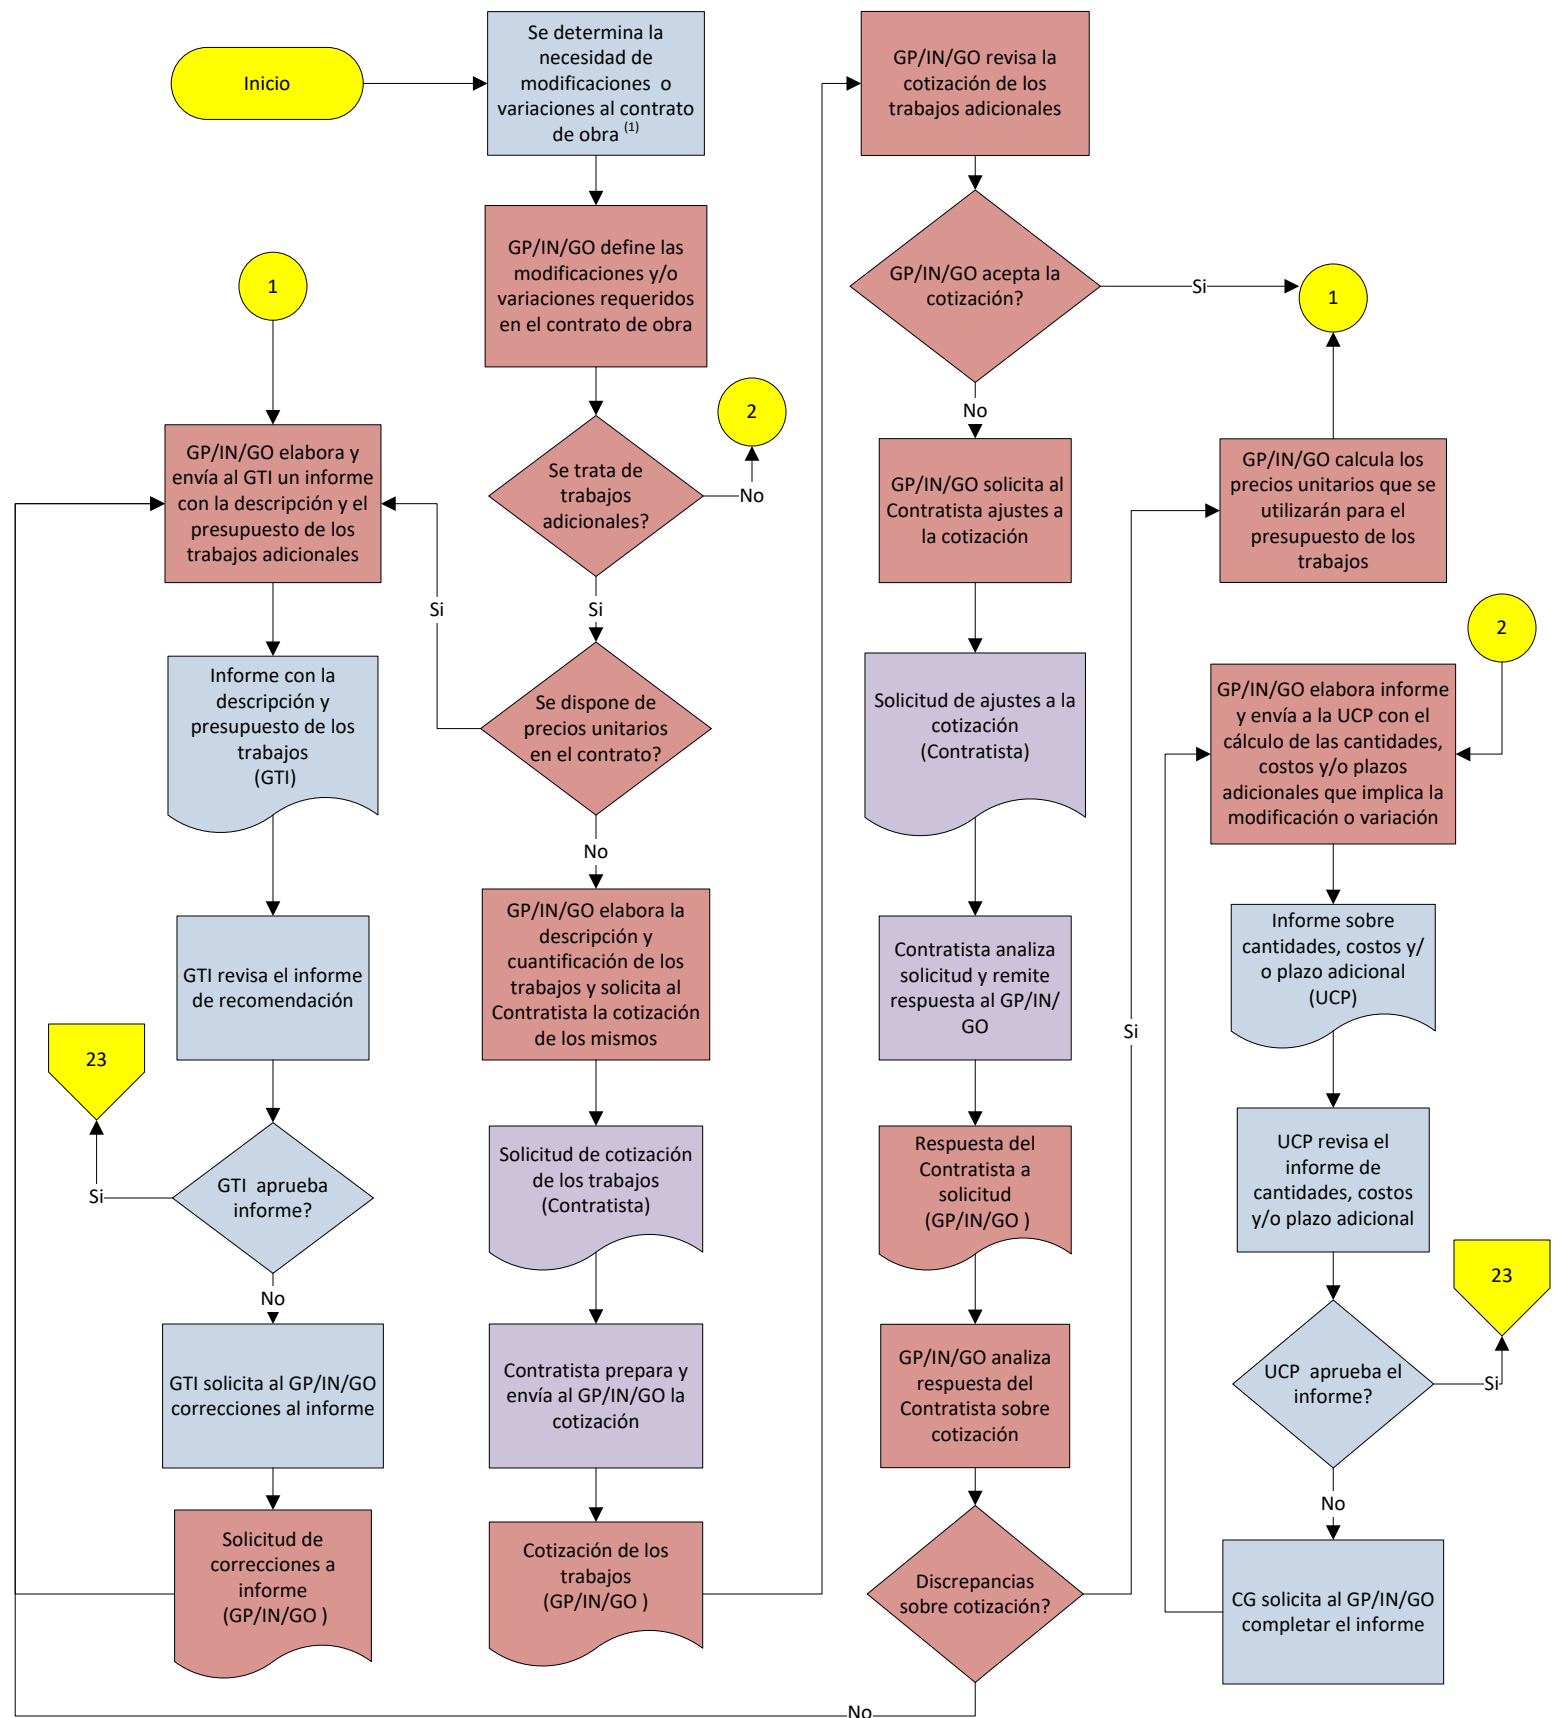 Inicio
Se determina la
necesidad de
modificaciones o
variaciones al contrato
de obra (1)
GP/IN/GO define las
modificaciones y/o
variaciones requeridos
en el contrato de obra
Se trata de
trabajos
adicionales?
No
2
Si
Se dispone de
precios unitarios
en el contrato?
Si
No
GP/IN/GO elabora la
descripción y
cuantificación de los
trabajos y solicita al
Contratista la cotización
de los mismos
Solicitud de cotización
de los trabajos
(Contratista)
Contratista prepara y
envía al GP/IN/GO la
cotización
Cotización de los
trabajos
(GP/IN/GO )
1
GP/IN/GO elabora y
envía al GTI un informe
con la descripción y el
presupuesto de los
trabajos adicionales
Informe con la
descripción y
presupuesto de los
trabajos
(GTI)
GTI revisa el informe
de recomendación
23
Si
GTI aprueba
informe?
No
GTI solicita al GP/IN/GO
correcciones al informe
Solicitud de
correcciones a
informe
(GP/IN/GO )
GP/IN/GO revisa la
cotización de los
trabajos adicionales
GP/IN/GO acepta la
cotización?
Si
1
No
GP/IN/GO solicita al
Contratista ajustes a
la cotización
Solicitud de ajustes a la
cotización
(Contratista)
Contratista analiza
solicitud y remite
respuesta al GP/IN/
GO
Respuesta del
Contratista a
solicitud
(GP/IN/GO )
GP/IN/GO analiza
respuesta del
Contratista sobre
cotización
Discrepancias
sobre cotización?
Si
No
GP/IN/GO calcula los
precios unitarios que se
utilizarán para el
presupuesto de los
trabajos
2
GP/IN/GO elabora informe
y envía a la UCP con el
cálculo de las cantidades,
costos y/o plazos
adicionales que implica la
modificación o variación
Informe sobre
cantidades, costos y/
o plazo adicional
(UCP)
UCP revisa el
informe de
cantidades, costos
y/o plazo adicional
23
UCP aprueba el
informe?
Si
No
CG solicita al GP/IN/GO
completar el informe